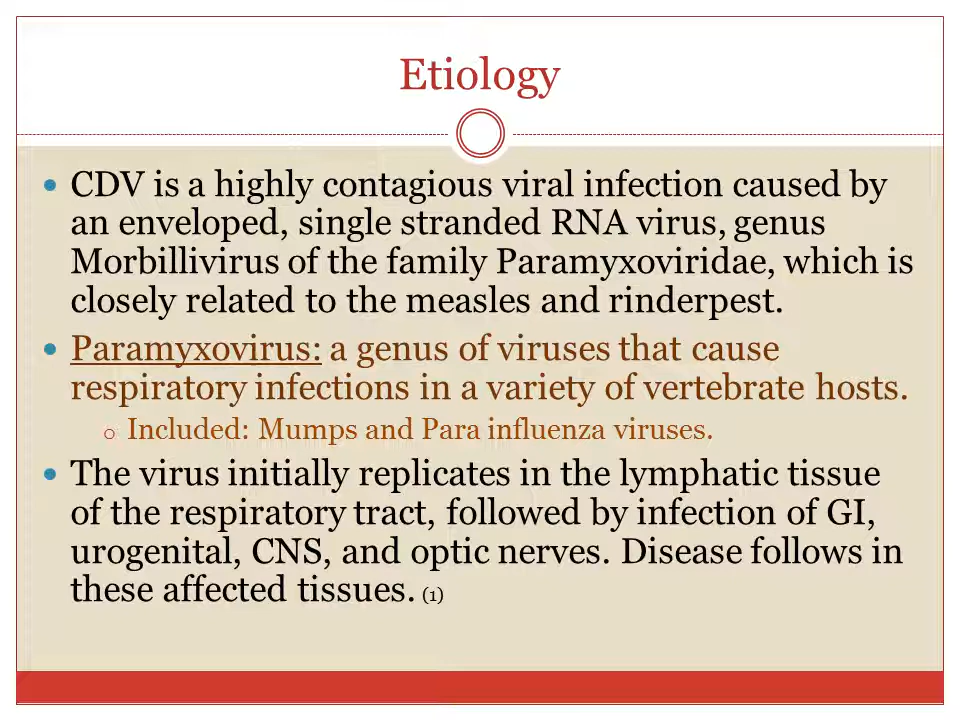 Etiology
CDV is a highly contagious viral infection caused by
an enveloped, single stranded RNA virus, genus
Morbillivirus of the family Paramyxoviridae, which is
closely related to the measles and rinderpest.
Paramyxovirus: a genus of viruses that cause
respiratory infections in a variety of vertebrate hosts.
Included: Mumps and Para influenza viruses.
The virus initially replicates in the lymphatic tissue
of the respiratory tract, followed by infection of GI,
urogenital, CNS, and optic nerves. Disease follows in
these affected tissues. (1)